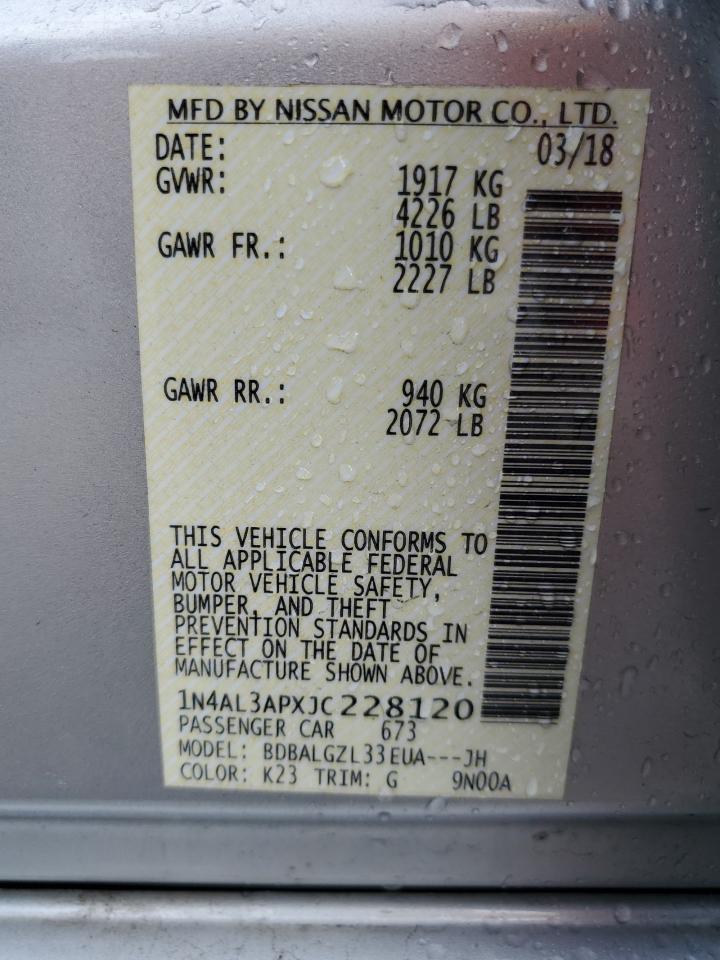 MFD BY NISSAN MOTOR CO., LTD.
DATE: 03/18
GVWR: 1917 KG
4226 LB
GAWR FR.: 1010 KG
2227 LB
GAWR RR.: 940 KG
2072 LB
THIS VEHICLE CONFORMS TO
ALL APPLICABLE FEDERAL
MOTOR VEHICLE SAFETY,
BUMPER, AND THEFT
PREVENTION STANDARDS IN
EFFECT ON THE DATE OF
MANUFACTURE SHOWN ABOVE.
1N4AL3APXJC228120
PASSENGER CAR 673
MODEL: BDBALGZL33EUA---JH
COLOR: K23 TRIM: G 9N00A